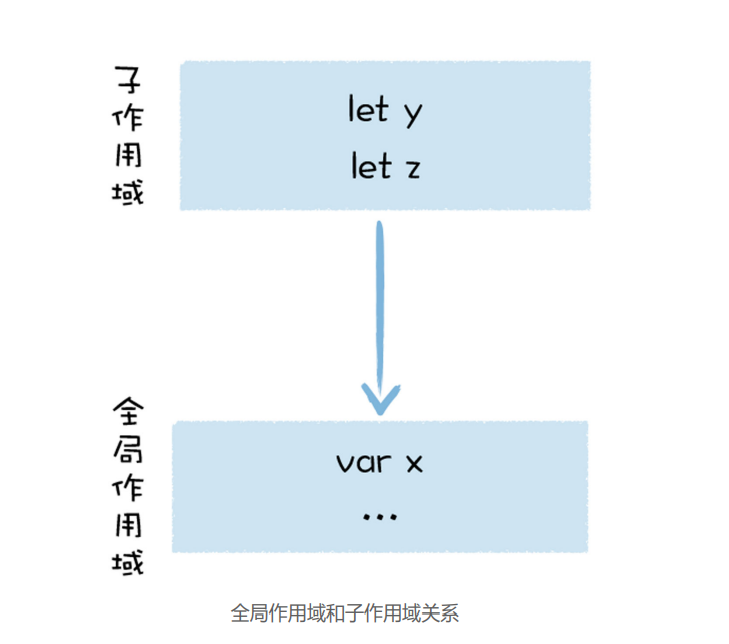 子作用域
let y
let z
全局作用域
var x
...
全局作用域和子作用域关系